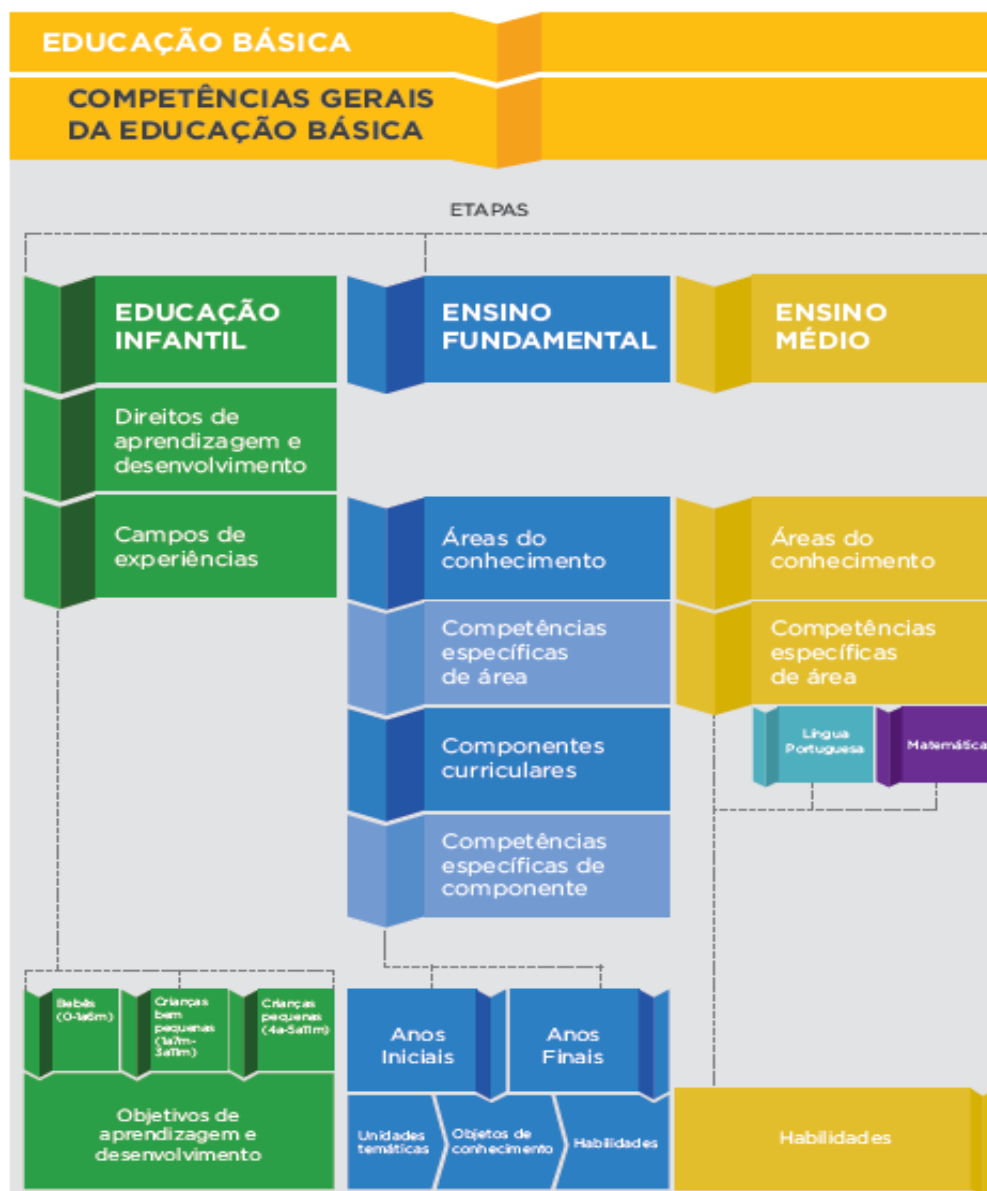 EDUCAÇÃO BÁSICA
COMPETÊNCIAS GERAIS
DA EDUCAÇÃO BÁSICA
ETAPAS
EDUCAÇÃO
INFANTIL
Direitos de
aprendizagem e
desenvolvimento
Campos de
experiências
Bebês
(0-1a6m)
Crianças
bem
pequenas
(1a7m-
3a11m)
Crianças
pequenas
(4a-5a11m)
Objetivos de
aprendizagem e
desenvolvimento
ENSINO
FUNDAMENTAL
Áreas do
conhecimento
Competências
específicas
de área
Componentes
curriculares
Competências
específicas de
componente
Anos
Iniciais
Anos
Finais
Unidades
temáticas
Objetos de
conhecimento
Habilidades
ENSINO
MÉDIO
Áreas do
conhecimento
Competências
específicas
de área
Língua
Portuguesa
Matemática
Habilidades